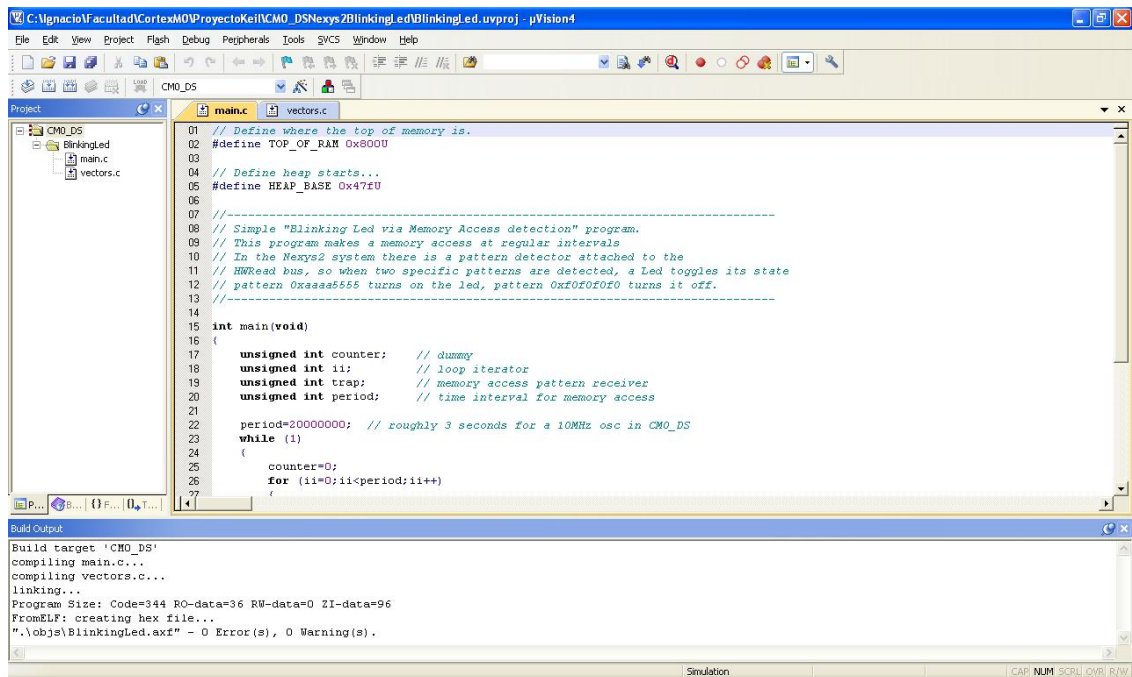 C:\Ignacio\Facultad\CortexM0\ProyectoKeil\CM0_DSNexys2BlinkingLed\BlinkingLed.uvproj - µVision4
File Edit View Project Flash Debug Peripherals Tools SVCS Window Help
LOAD CM0_DS
Project
main.c vectors.c
CM0_DS
BlinkingLed
main.c
vectors.c
01 // Define where the top of memory is.
02 #define TOP_OF_RAM 0x800U
03
04 // Define heap starts...
05 #define HEAP_BASE 0x47fU
06
07 //------------------------------------------------------------------------------
08 // Simple "Blinking Led via Memory Access detection" program.
09 // This program makes a memory access at regular intervals
10 // In the Nexys2 system there is a pattern detector attached to the
11 // HWRead bus, so when two specific patterns are detected, a Led toggles its state
12 // pattern 0xaaaa5555 turns on the led, pattern 0xf0f0f0f0 turns it off.
13 //------------------------------------------------------------------------------
14
15 int main(void)
16 {
17 unsigned int counter; // dummy
18 unsigned int ii; // loop iterator
19 unsigned int trap; // memory access pattern receiver
20 unsigned int period; // time interval for memory access
21
22 period=20000000; // roughly 3 seconds for a 10MHz osc in CM0_DS
23 while (1)
24 {
25 counter=0;
26 for (ii=0;ii<period;ii++)
27 {
P... B... {} F... 0 T...
Build Output
Build target 'CM0_DS'
compiling main.c...
compiling vectors.c...
linking...
Program Size: Code=344 RO-data=36 RW-data=0 ZI-data=96
FromELF: creating hex file...
".\objs\BlinkingLed.axf" - 0 Error(s), 0 Warning(s).
Simulation CAP NUM SCRL OVR R/W